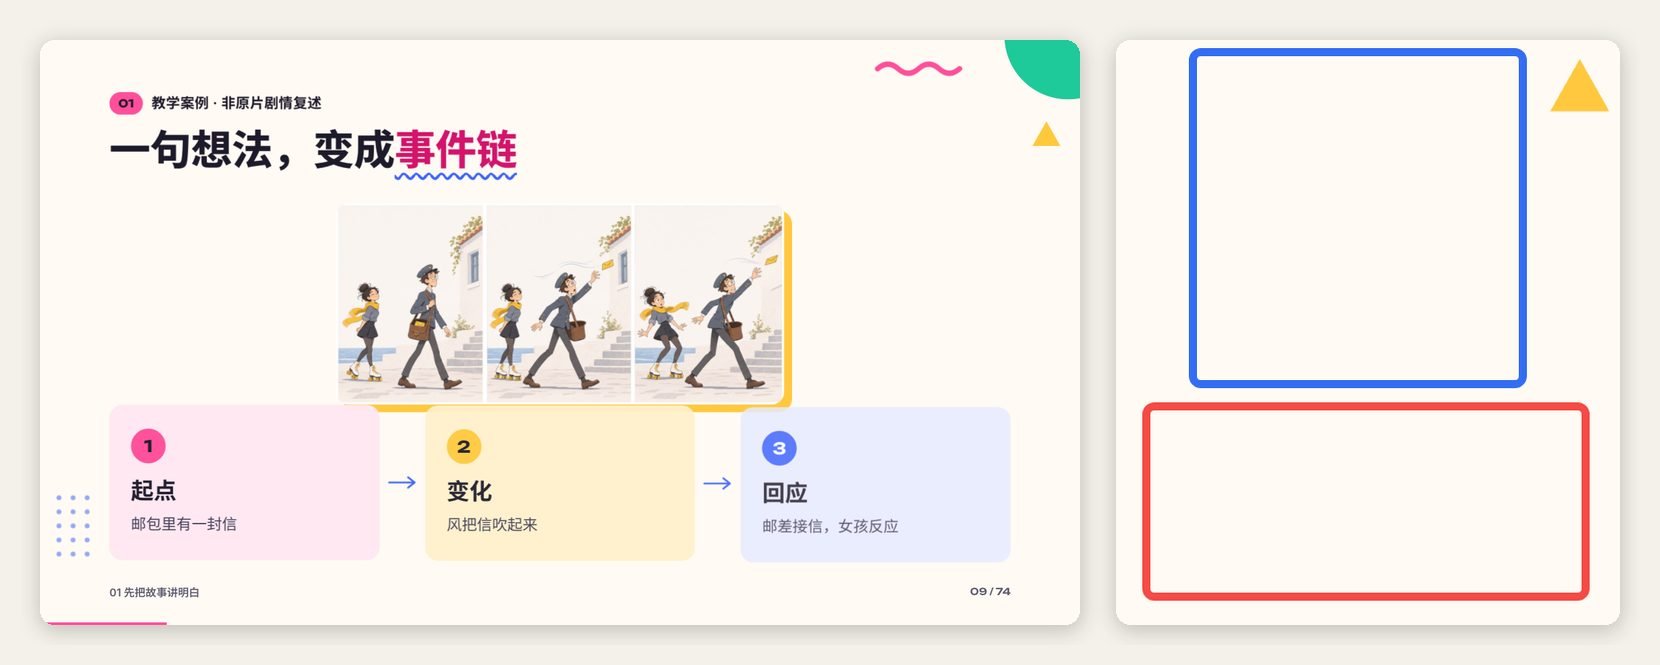 01 教学案例 · 非原片剧情复述
一句想法，变成事件链
1
起点
邮包里有一封信
2
变化
风把信吹起来
3
回应
邮差接信，女孩反应
01 先把故事讲明白
09 / 74